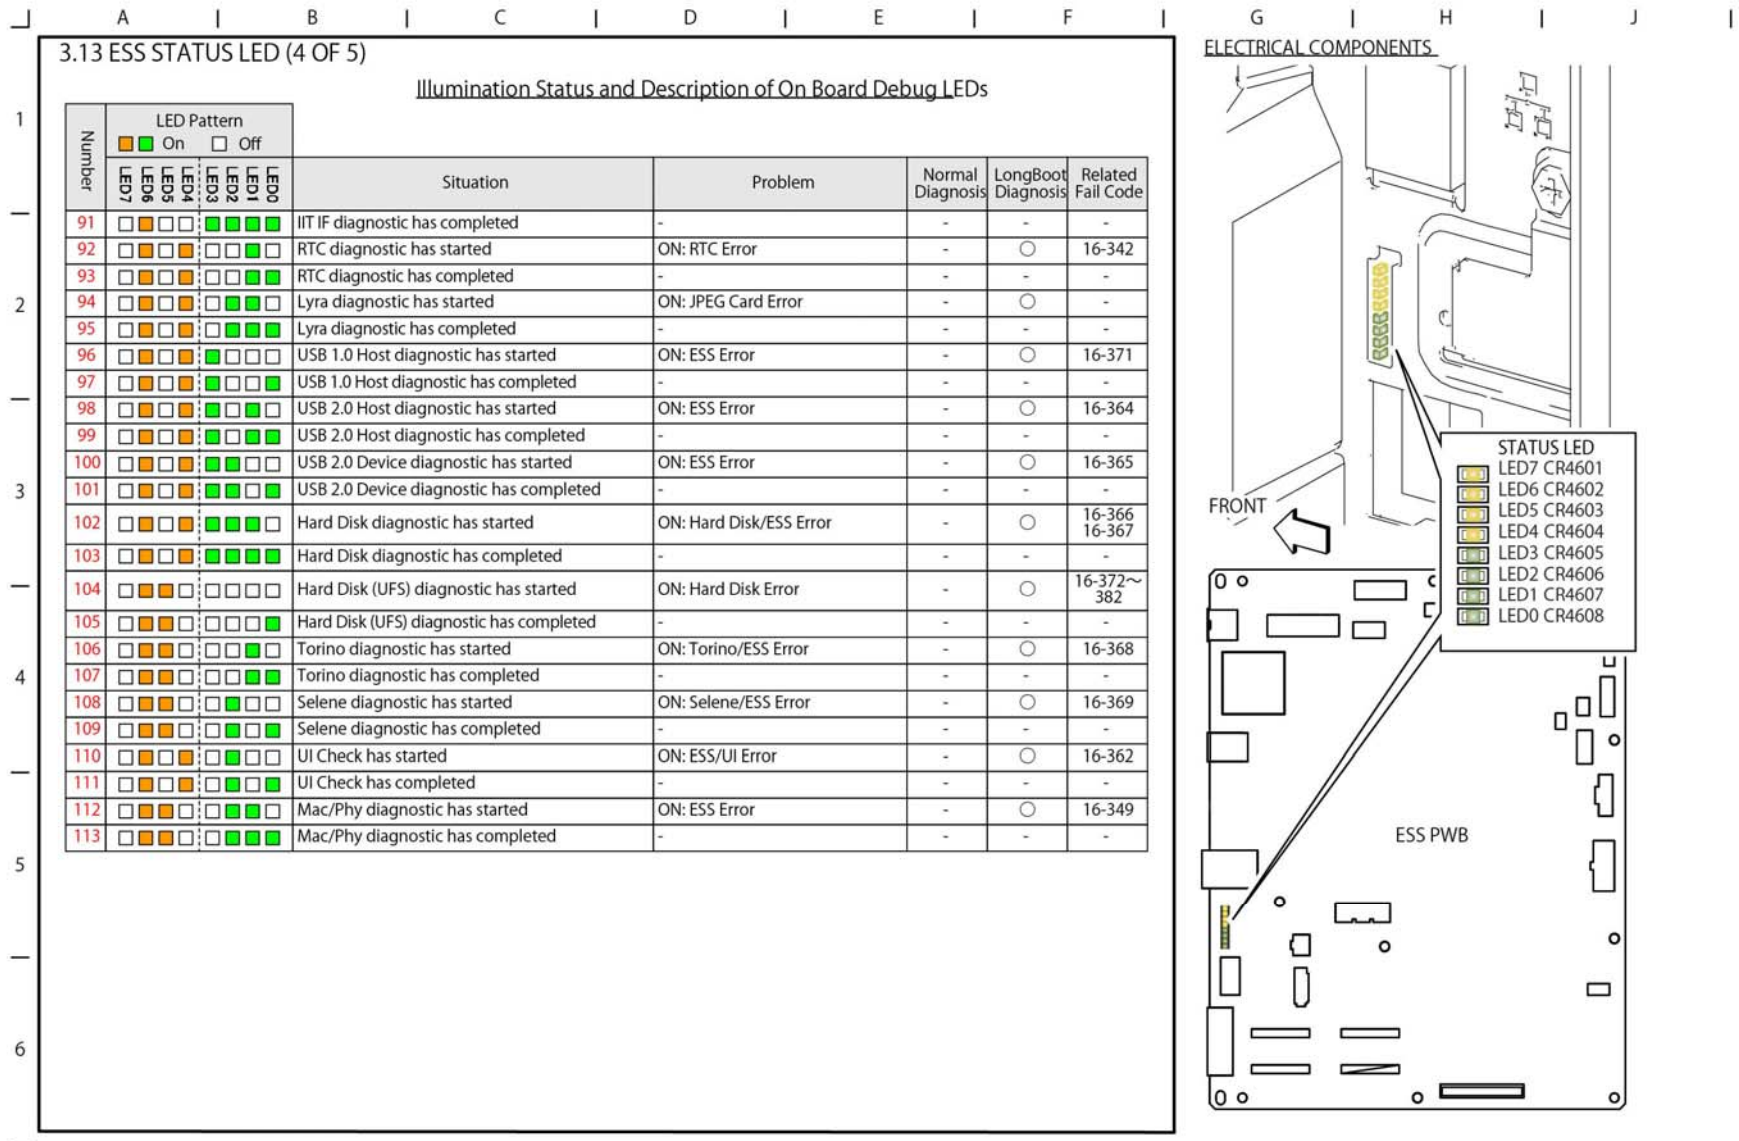 A B C D E F G H J
3.13 ESS STATUS LED (4 OF 5)
Illumination Status and Description of On Board Debug LEDs
1
2
3
4
5
6
Number
LED Pattern
On Off
LED7 LED6 LED5 LED4 LED3 LED2 LED1 LED0
Situation
Problem
Normal Diagnosis
LongBoot Diagnosis
Related Fail Code
91 IIT IF diagnostic has completed - - - -
92 RTC diagnostic has started ON: RTC Error - ○ 16-342
93 RTC diagnostic has completed - - - -
94 Lyra diagnostic has started ON: JPEG Card Error - ○ -
95 Lyra diagnostic has completed - - - -
96 USB 1.0 Host diagnostic has started ON: ESS Error - ○ 16-371
97 USB 1.0 Host diagnostic has completed - - - -
98 USB 2.0 Host diagnostic has started ON: ESS Error - ○ 16-364
99 USB 2.0 Host diagnostic has completed - - - -
100 USB 2.0 Device diagnostic has started ON: ESS Error - ○ 16-365
101 USB 2.0 Device diagnostic has completed - - - -
102 Hard Disk diagnostic has started ON: Hard Disk/ESS Error - ○ 16-366 16-367
103 Hard Disk diagnostic has completed - - - -
104 Hard Disk (UFS) diagnostic has started ON: Hard Disk Error - ○ 16-372～382
105 Hard Disk (UFS) diagnostic has completed - - - -
106 Torino diagnostic has started ON: Torino/ESS Error - ○ 16-368
107 Torino diagnostic has completed - - - -
108 Selene diagnostic has started ON: Selene/ESS Error - ○ 16-369
109 Selene diagnostic has completed - - - -
110 UI Check has started ON: ESS/UI Error - ○ 16-362
111 UI Check has completed - - - -
112 Mac/Phy diagnostic has started ON: ESS Error - ○ 16-349
113 Mac/Phy diagnostic has completed - - - -
ELECTRICAL COMPONENTS
FRONT
STATUS LED
LED7 CR4601
LED6 CR4602
LED5 CR4603
LED4 CR4604
LED3 CR4605
LED2 CR4606
LED1 CR4607
LED0 CR4608
ESS PWB